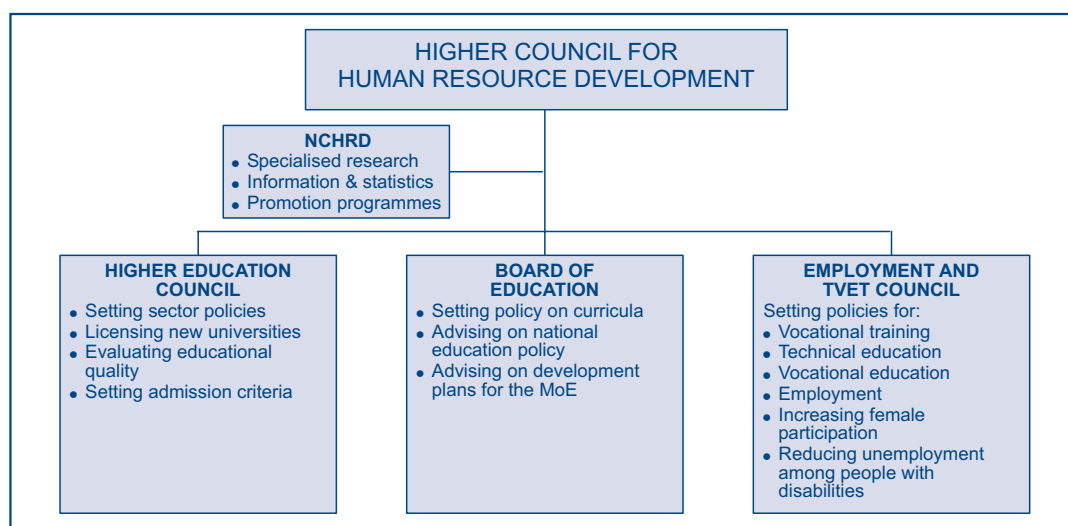 HIGHER COUNCIL FOR
HUMAN RESOURCE DEVELOPMENT
NCHRD
• Specialised research
• Information & statistics
• Promotion programmes
HIGHER EDUCATION
COUNCIL
• Setting sector policies
• Licensing new universities
• Evaluating educational
quality
• Setting admission criteria
BOARD OF
EDUCATION
• Setting policy on curricula
• Advising on national
education policy
• Advising on development
plans for the MoE
EMPLOYMENT AND
TVET COUNCIL
Setting policies for:
• Vocational training
• Technical education
• Vocational education
• Employment
• Increasing female
participation
• Reducing unemployment
among people with
disabilities